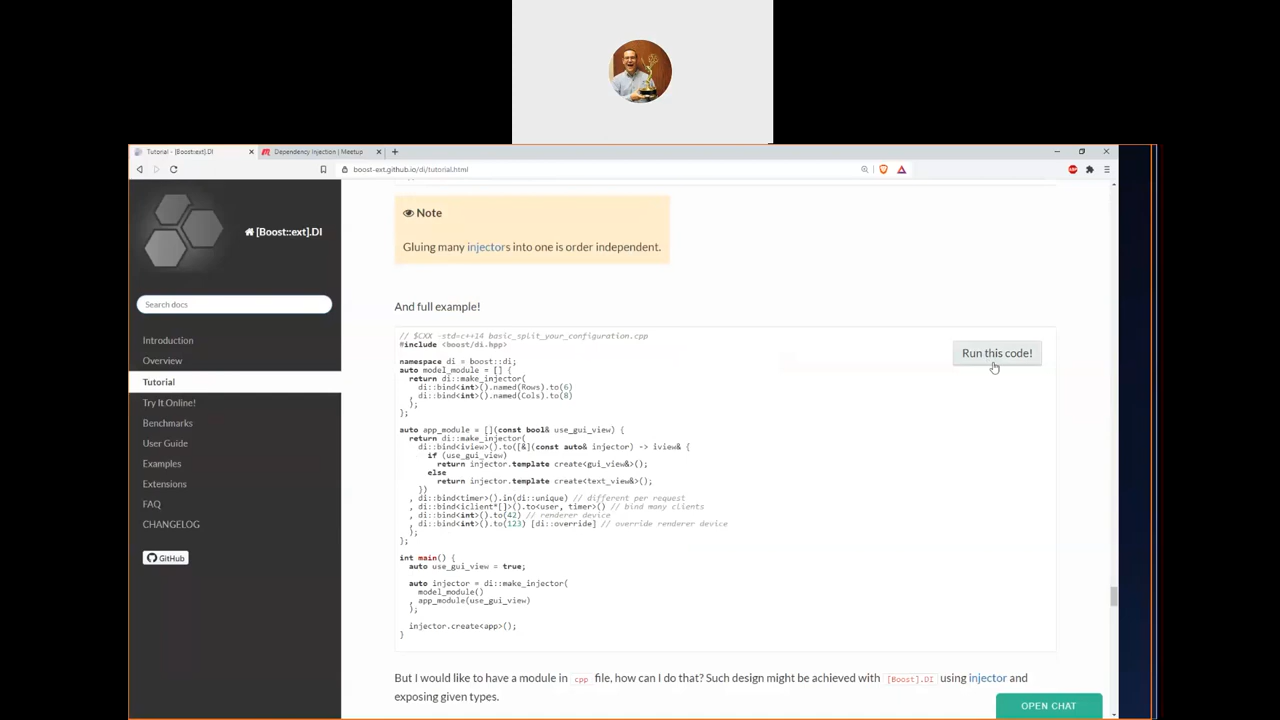 Tutorial - [Boost::ext].DI
Dependency Injection | Meetup
boost-ext.github.io/di/tutorial.html
[Boost::ext].DI
Search docs
Introduction
Overview
Tutorial
Try It Online!
Benchmarks
User Guide
Examples
Extensions
FAQ
CHANGELOG
GitHub
Note
Gluing many injectors into one is order independent.
And full example!
Run this code!
// $CXX -std=c++14 basic_split_your_configuration.cpp
#include <boost/di.hpp>
namespace di = boost::di;
auto model_module = [] {
return di::make_injector(
di::bind<int>().named(Rows).to(6)
, di::bind<int>().named(Cols).to(8)
);
};
auto app_module = [](const bool& use_gui_view) {
return di::make_injector(
di::bind<iview>().to([&](const auto& injector) -> iview& {
if (use_gui_view)
return injector.template create<gui_view&>();
else
return injector.template create<text_view&>();
})
, di::bind<timer>().in(di::unique) // different per request
, di::bind<iclient*[]>().to<user, timer>() // bind many clients
, di::bind<int>().to(42) // renderer device
, di::bind<int>().to(123) [di::override] // override renderer device
);
};
int main() {
auto use_gui_view = true;
auto injector = di::make_injector(
model_module()
, app_module(use_gui_view)
);
injector.create<app>();
}
But I would like to have a module in cpp file, how can I do that? Such design might be achieved with [Boost].DI using injector and
exposing given types.
OPEN CHAT